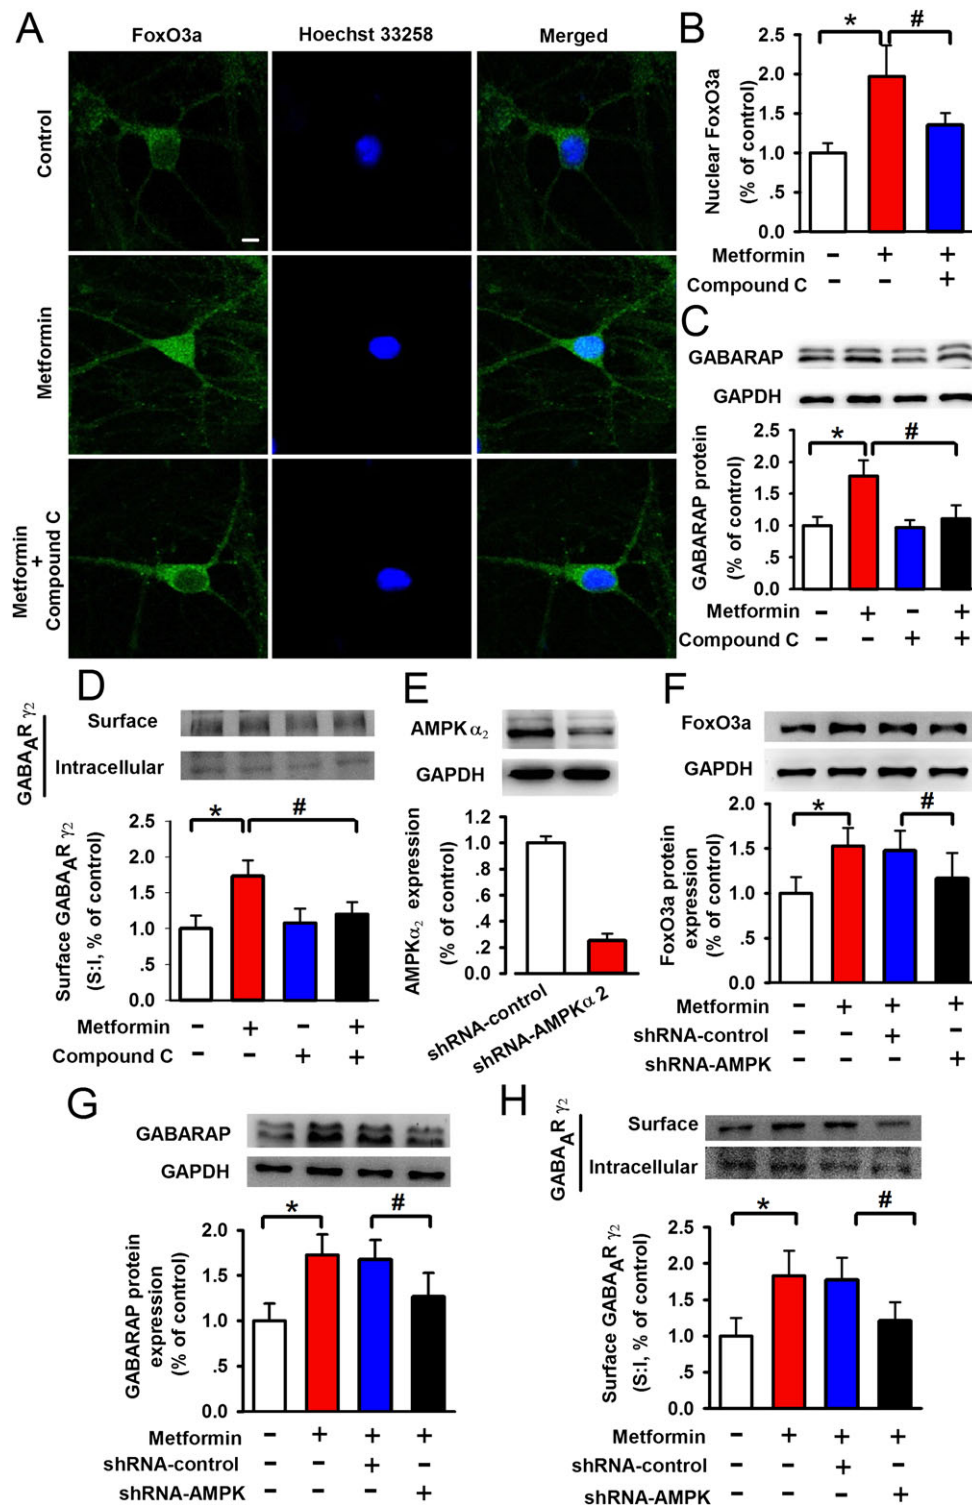 A
FoxO3a Hoechst 33258 Merged
Control
Metformin
Metformin
+
Compound C
B
* #
Nuclear FoxO3a
(% of control)
2.5
2.0
1.5
1.0
.5
0.0
Metformin - + +
Compound C - - +
C
GABARAP
GAPDH
* #
GABARAP protein
(% of control)
2.5
2.0
1.5
1.0
.5
0.0
Metformin - + - +
Compound C - - + +
D
GABAAR γ2
Surface
Intracellular
* #
Surface GABAAR γ2
(S:I, % of control)
2.5
2.0
1.5
1.0
.5
0.0
Metformin - + - +
Compound C - - + +
E
AMPK α2
GAPDH
AMPKα2 expression
(% of control)
1.2
1.0
.8
.6
.4
.2
0.0
shRNA-control
shRNA-AMPKα 2
F
FoxO3a
GAPDH
* #
FoxO3a protein
expression
(% of control)
2.0
1.5
1.0
.5
0.0
Metformin - + + +
shRNA-control - - + -
shRNA-AMPK - - - +
G
GABARAP
GAPDH
* #
GABARAP protein
expression
(% of control)
2.0
1.5
1.0
.5
0.0
Metformin - + + +
shRNA-control - - + -
shRNA-AMPK - - - +
H
GABAAR γ2
Surface
Intracellular
* #
Surface GABAAR γ2
(S:I, % of control)
2.5
2.0
1.5
1.0
.5
0.0
Metformin - + + +
shRNA-control - - + -
shRNA-AMPK - - - +